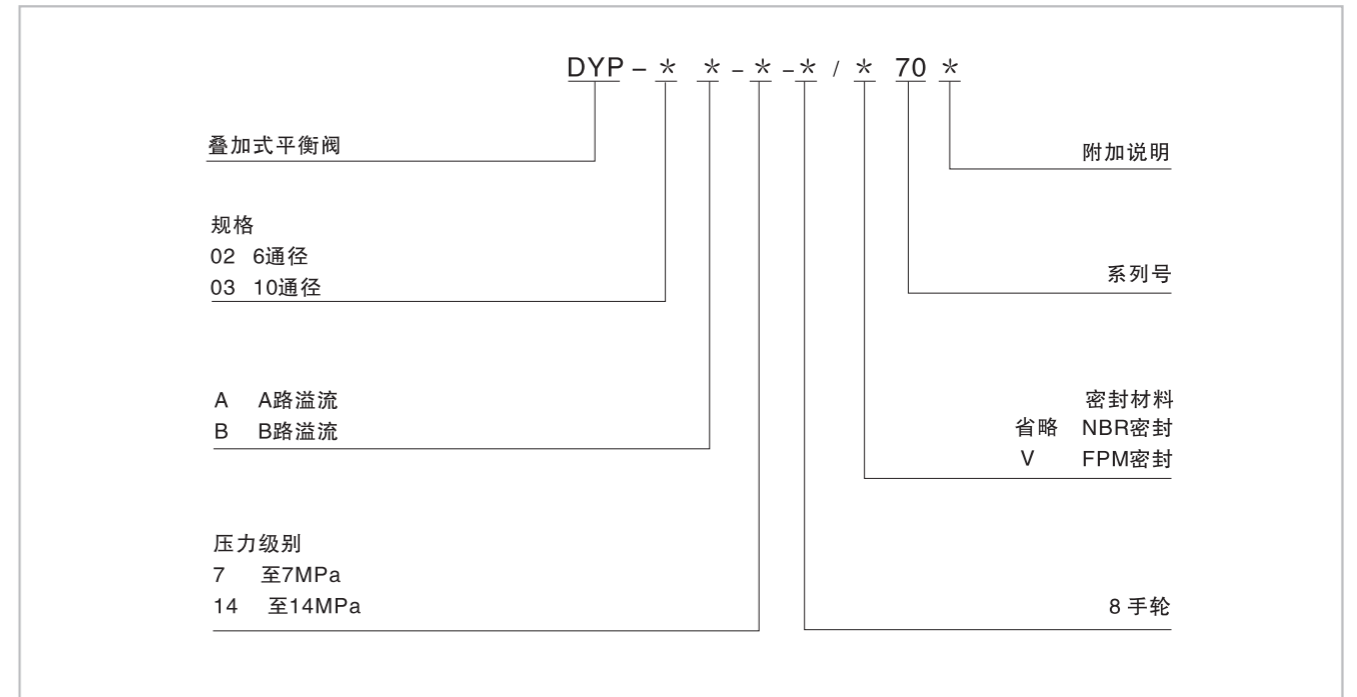 DYP – * * – * – * / * 70 *
叠加式平衡阀
附加说明
规格
02 6通径
03 10通径
系列号
A A路溢流
B B路溢流
密封材料
省略 NBR密封
V FPM密封
压力级别
7 至7MPa
14 至14MPa
8 手轮